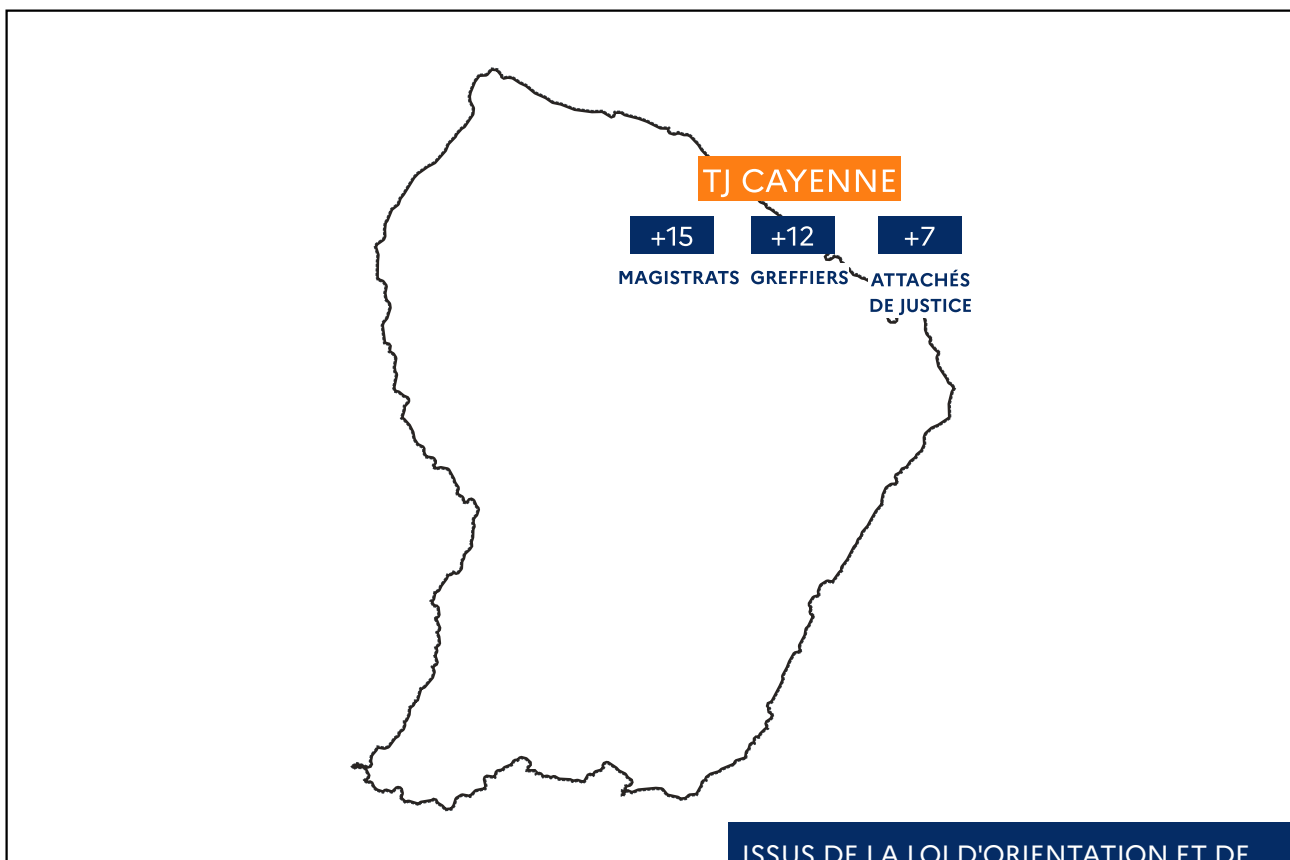 TJ CAYENNE
+15 +12 +7
MAGISTRATS GREFFIERS ATTACHÉS
DE JUSTICE
ISSUS DE LA LOI D'ORIENTATION ET DE